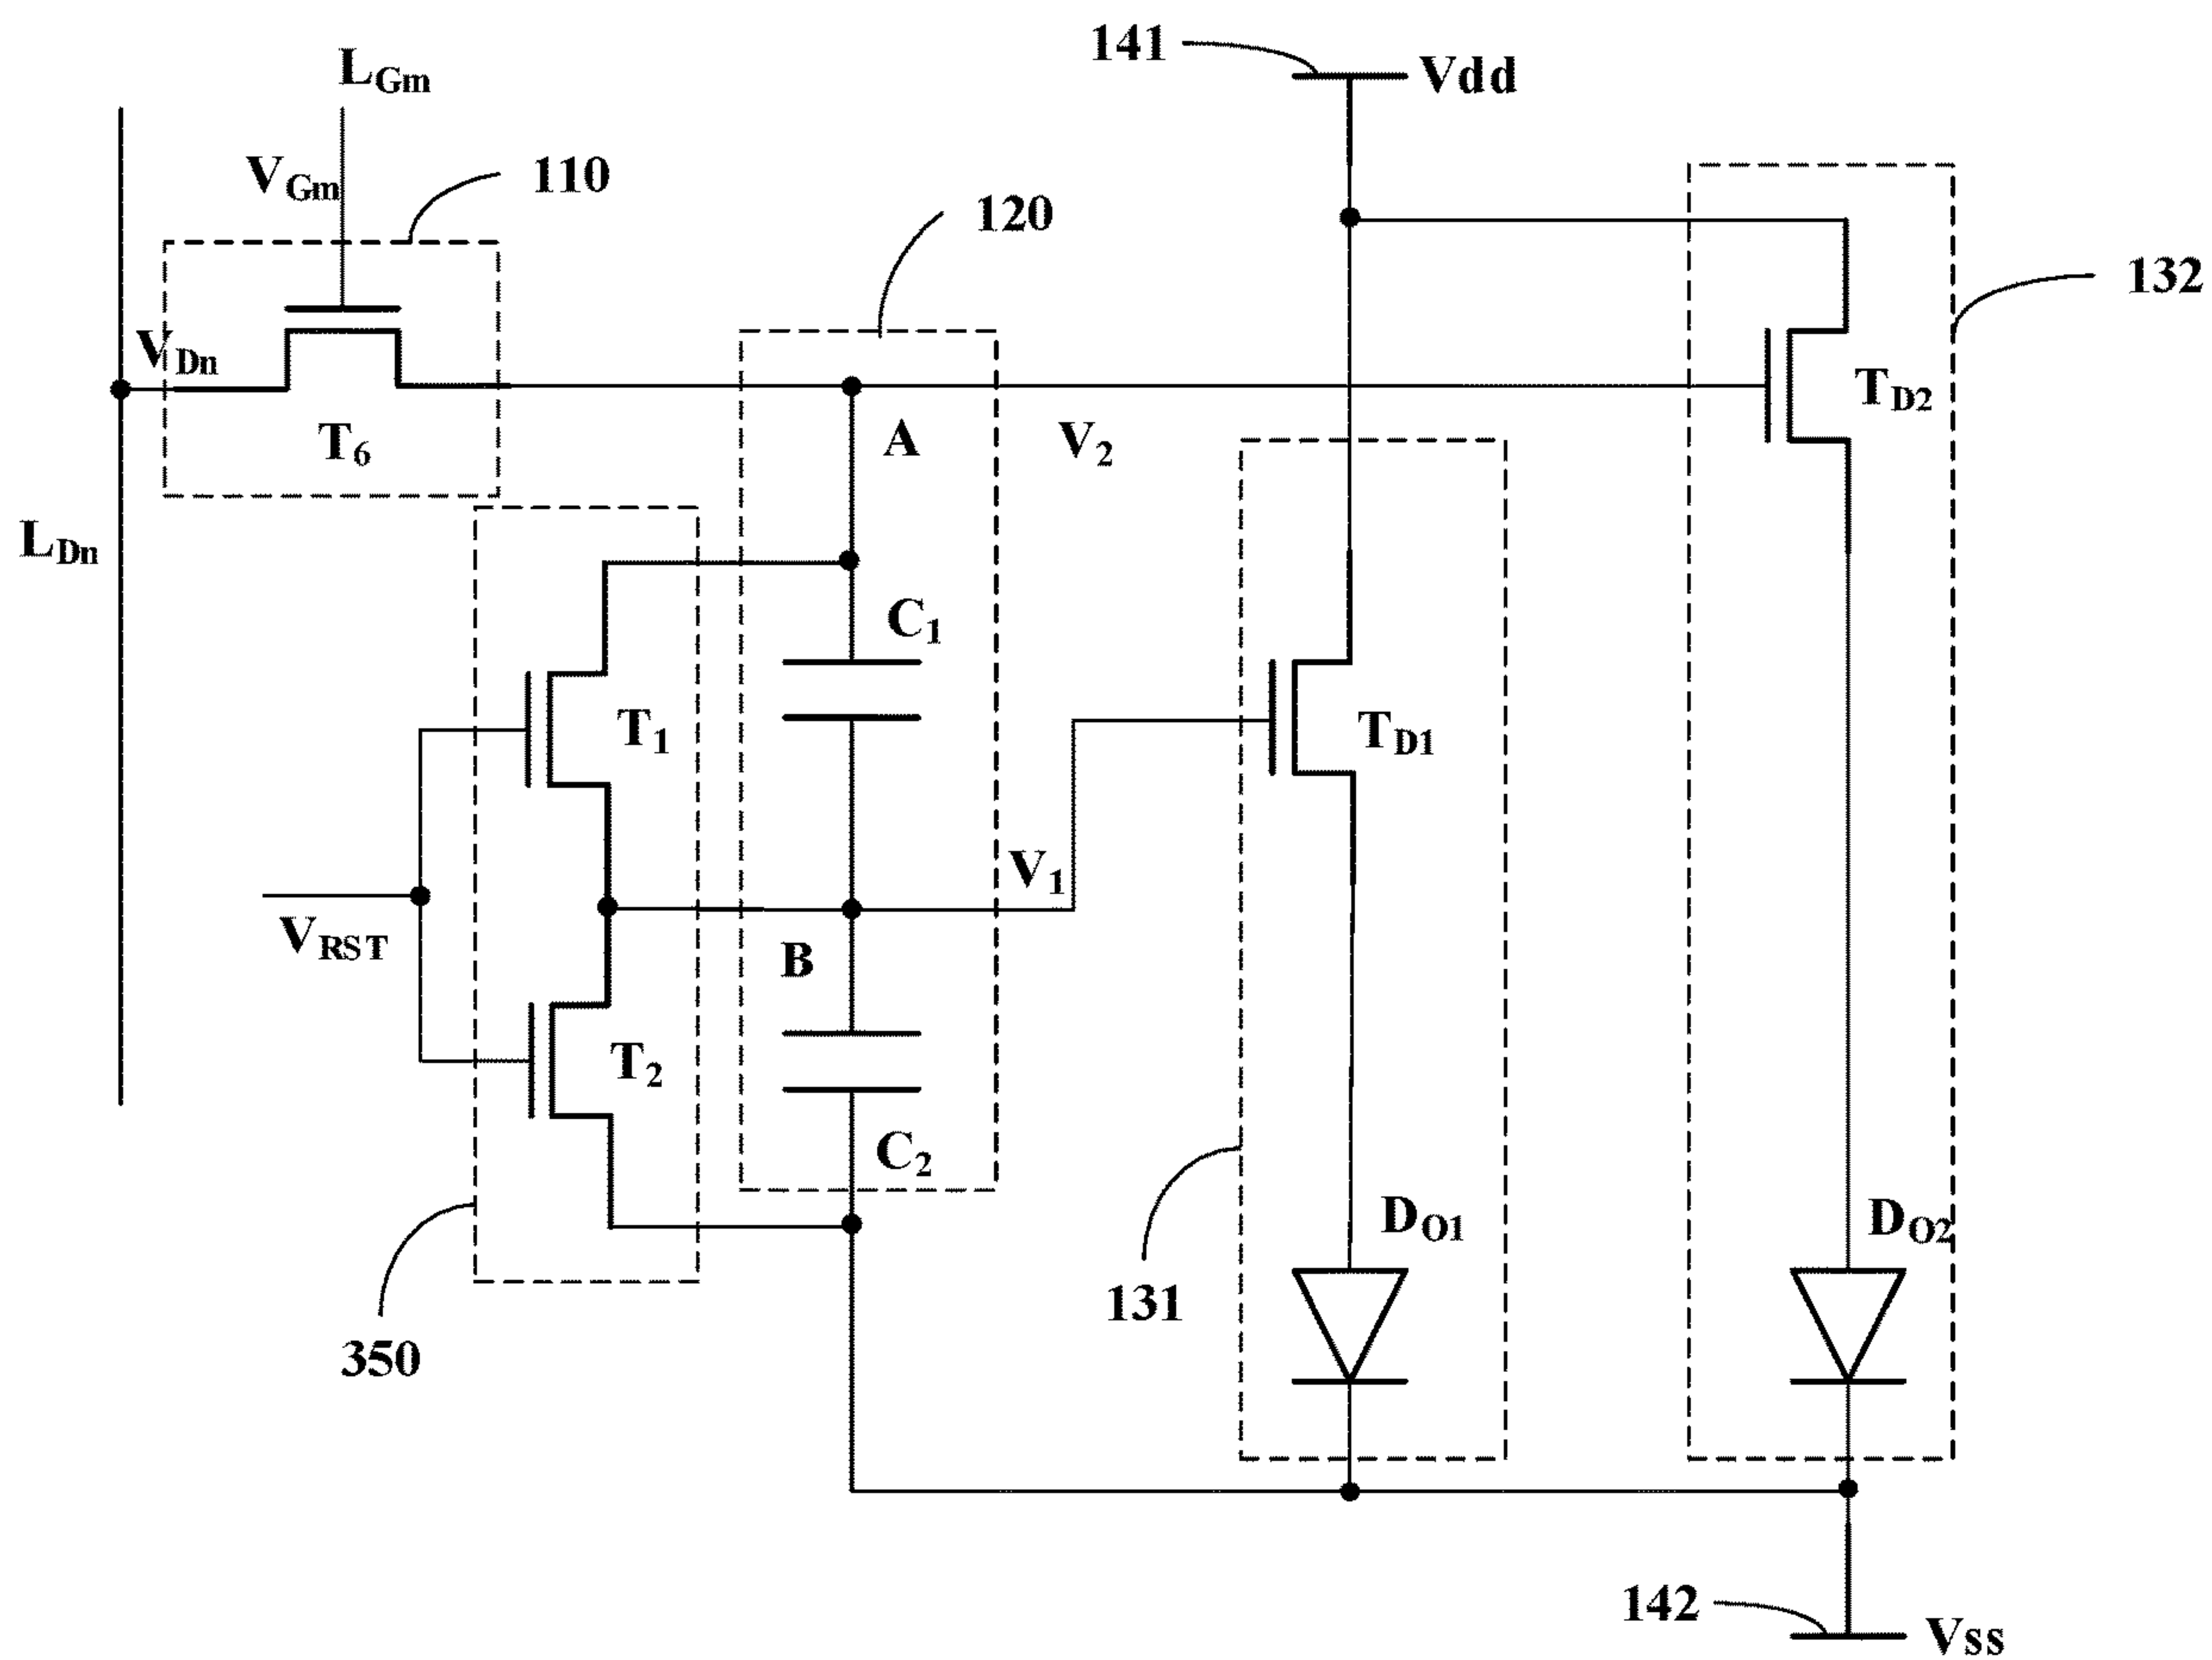 141
Vdd
LGm
VGm
110
120
132
VDn
T6
A
V2
TD2
LDn
C1
T1
TD1
V1
VRST
B
T2
C2
DO1
DO2
131
350
142
Vss